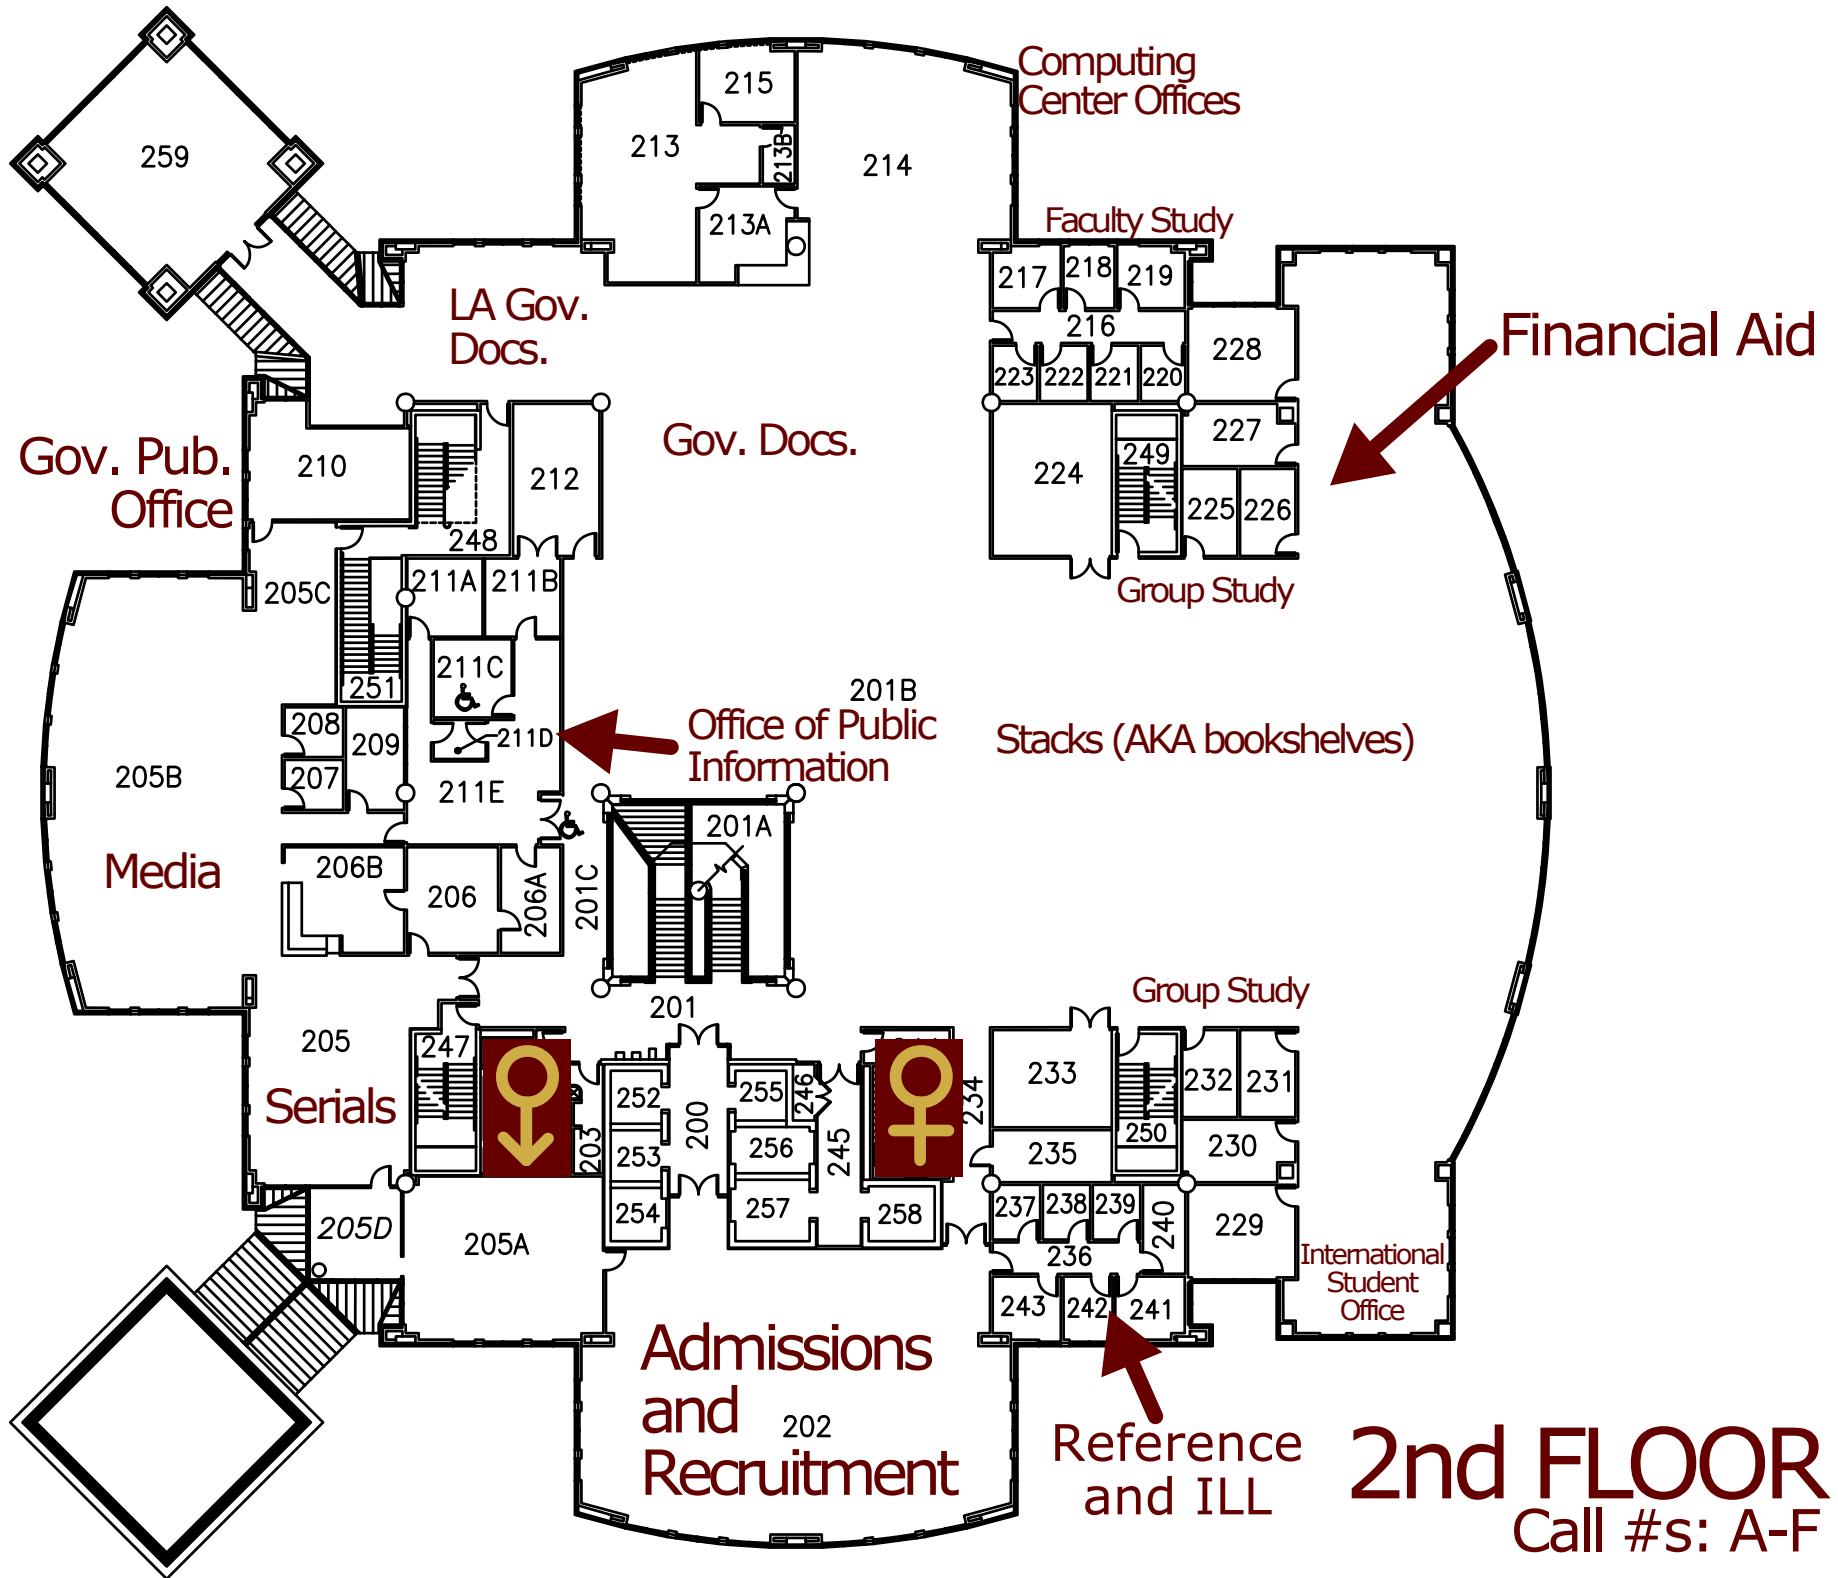 Computing
Center Offices
215
259
213
213B
214
213A
Faculty Study
217
218
219
LA Gov.
Docs.
216
228
Financial Aid
223
222
221
220
Gov. Docs.
227
Gov. Pub.
Office
210
212
224
249
225
226
248
211A
211B
205C
Group Study
211C
251
201B
208
209
211D
Office of Public
Information
Stacks (AKA bookshelves)
205B
207
211E
201A
Media
206B
206
206A
201C
Group Study
201
205
247
233
232
231
Serials
252
255
246
234
203
253
200
256
245
235
250
230
254
257
258
237
238
239
240
229
205D
205A
236
International
Student
Office
243
242
241
Admissions
and
Recruitment
202
Reference
and ILL
2nd FLOOR
Call #s: A-F